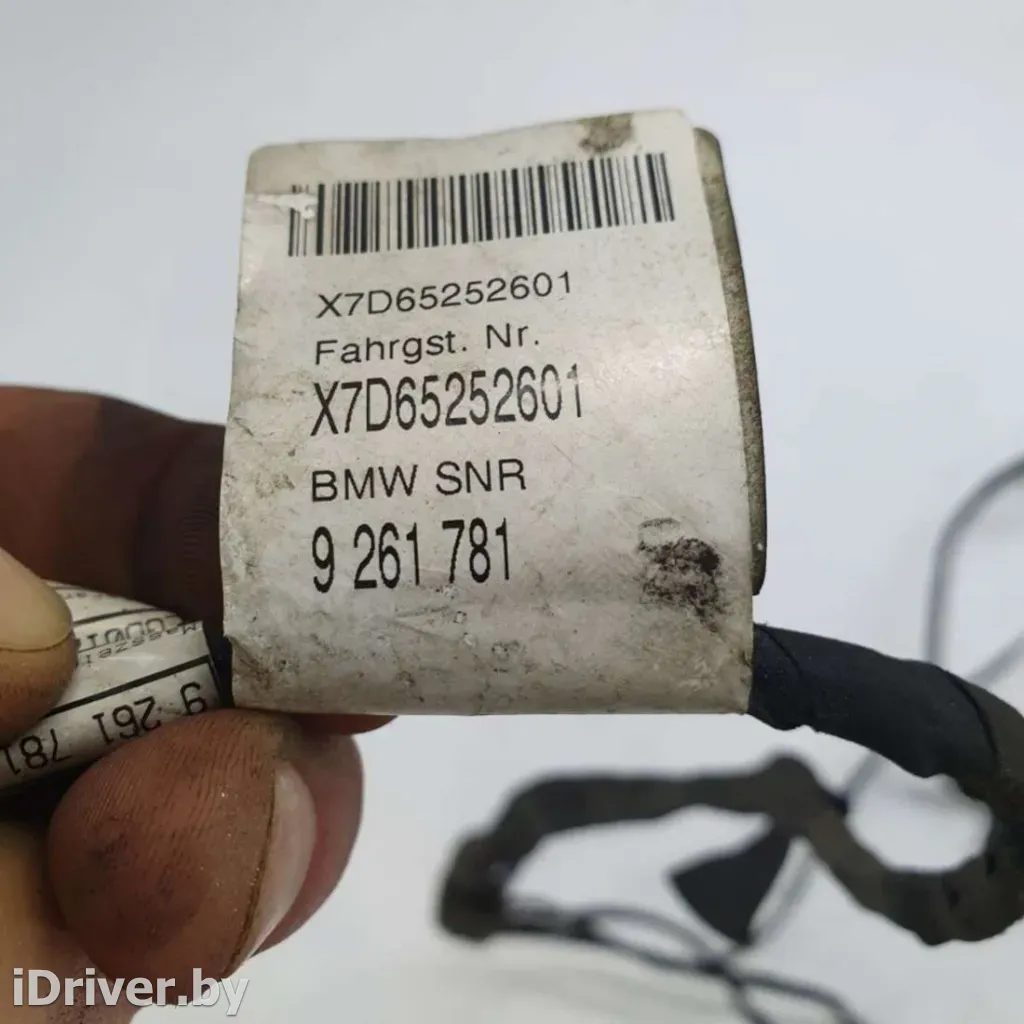 X7D65252601
Fahrgst. Nr.
X7D65252601
BMW SNR
9 261 781
9 261 781
iDriver.by